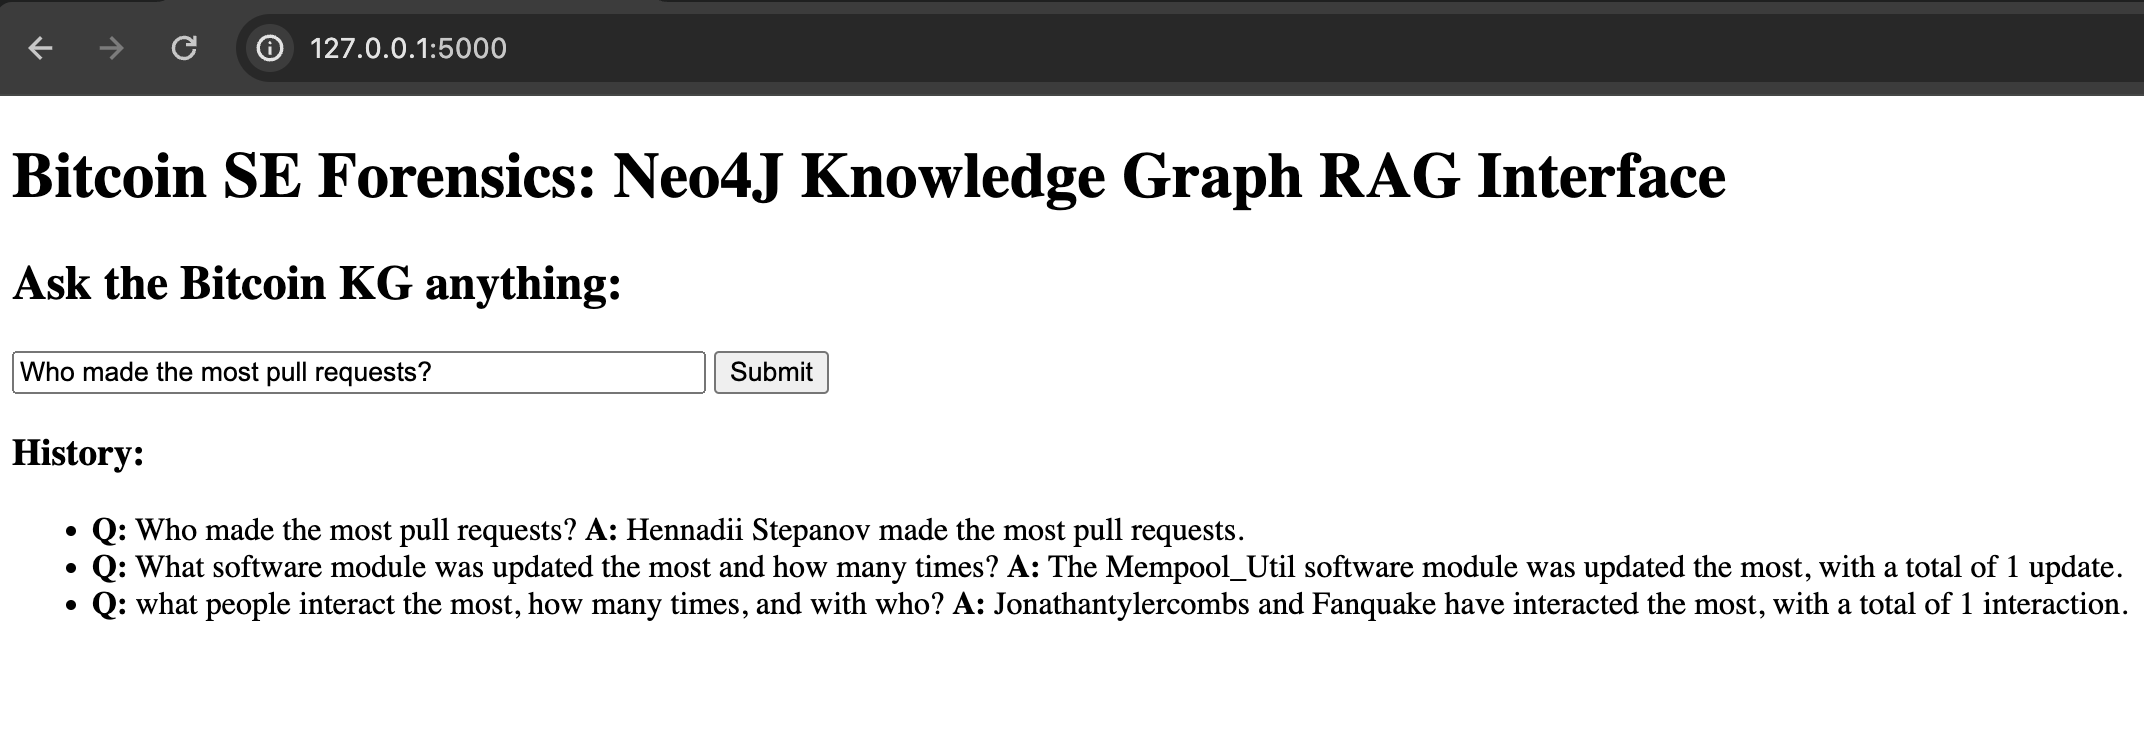 127.0.0.1:5000
Bitcoin SE Forensics: Neo4J Knowledge Graph RAG Interface
Ask the Bitcoin KG anything:
Who made the most pull requests? Submit
History:
• Q: Who made the most pull requests? A: Hennadii Stepanov made the most pull requests.
• Q: What software module was updated the most and how many times? A: The Mempool_Util software module was updated the most, with a total of 1 update.
• Q: what people interact the most, how many times, and with who? A: Jonathantylercombs and Fanquake have interacted the most, with a total of 1 interaction.